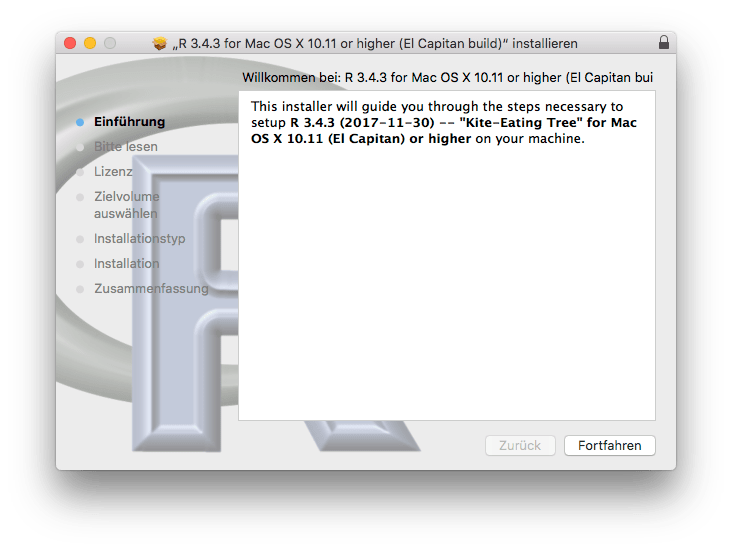 „R 3.4.3 for Mac OS X 10.11 or higher (El Capitan build)“ installieren
Willkommen bei: R 3.4.3 for Mac OS X 10.11 or higher (El Capitan bui
Einführung
Bitte lesen
Lizenz
Zielvolume
auswählen
Installationstyp
Installation
Zusammenfassung
This installer will guide you through the steps necessary to
setup R 3.4.3 (2017-11-30) -- "Kite-Eating Tree" for Mac
OS X 10.11 (El Capitan) or higher on your machine.
R
Zurück
Fortfahren